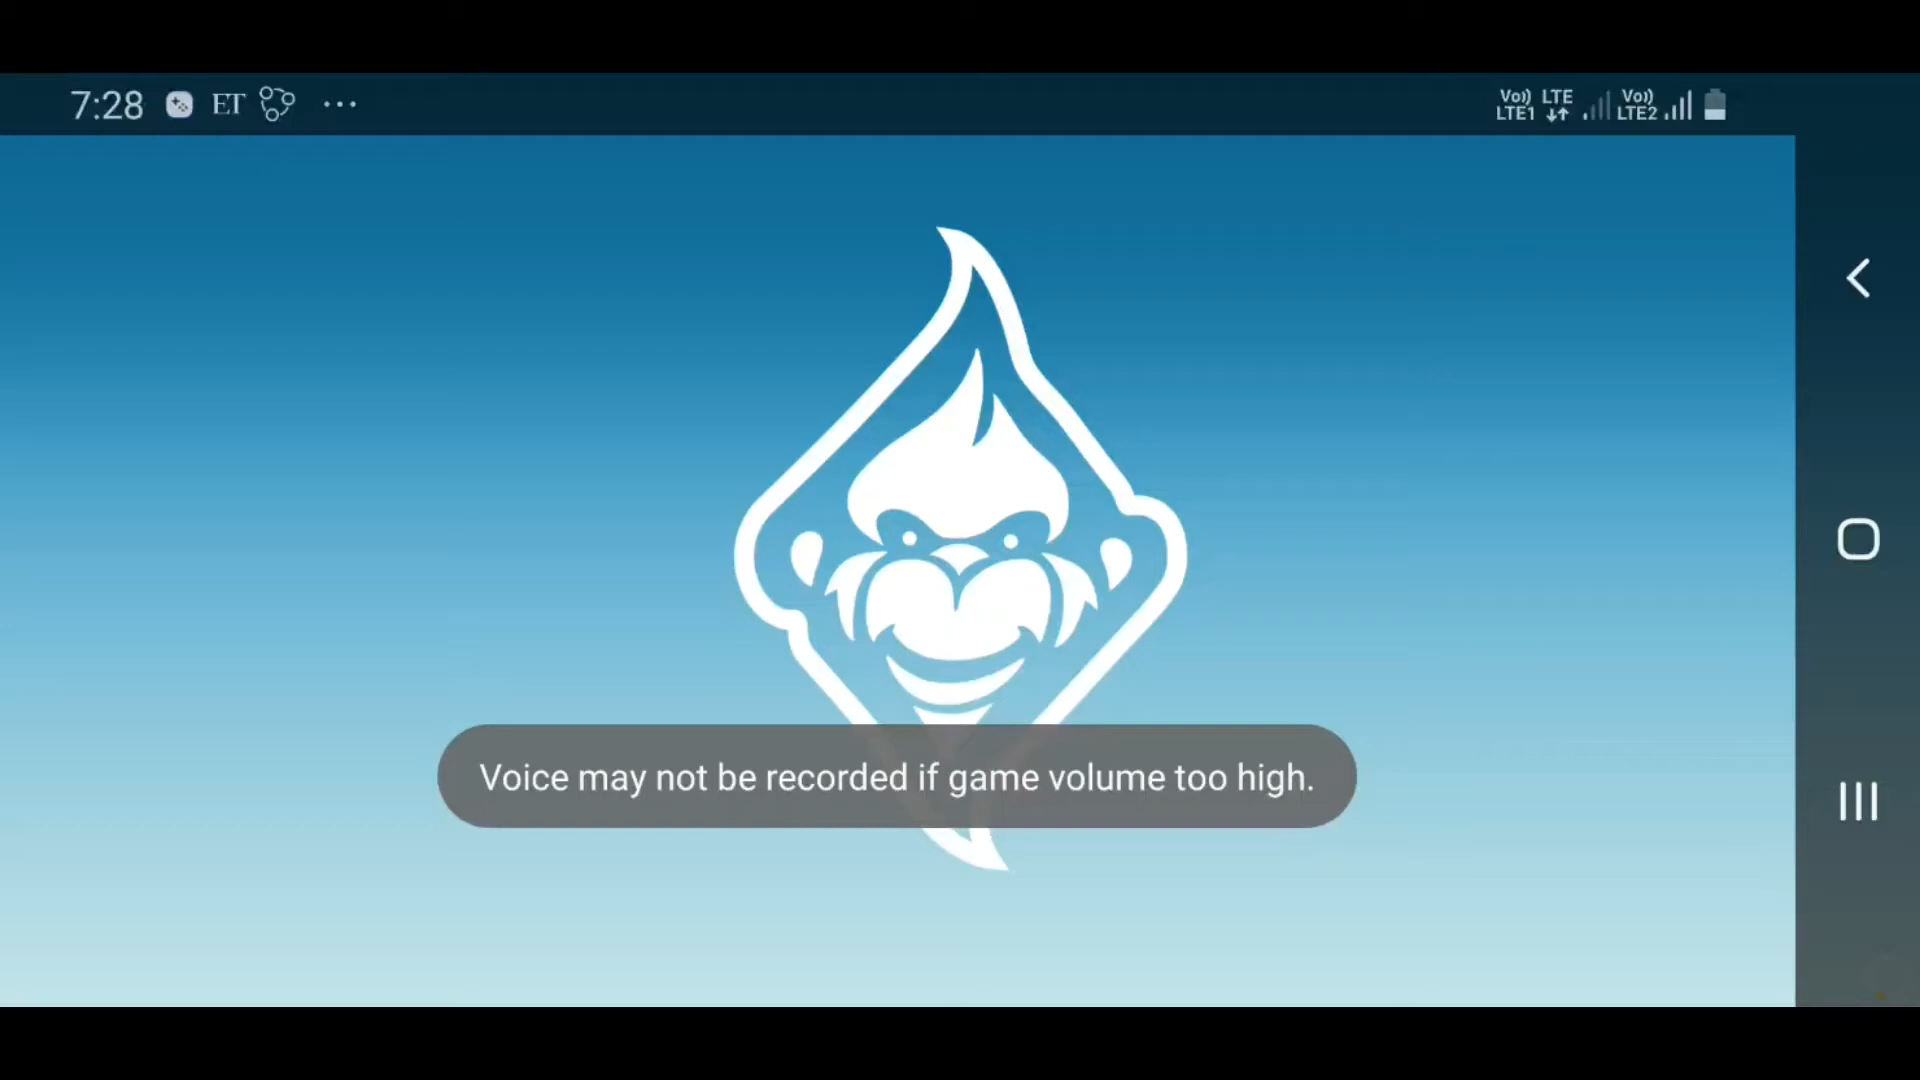 7:28 ET ...
Vo)) LTE1 LTE Vo)) LTE2
Voice may not be recorded if game volume too high.